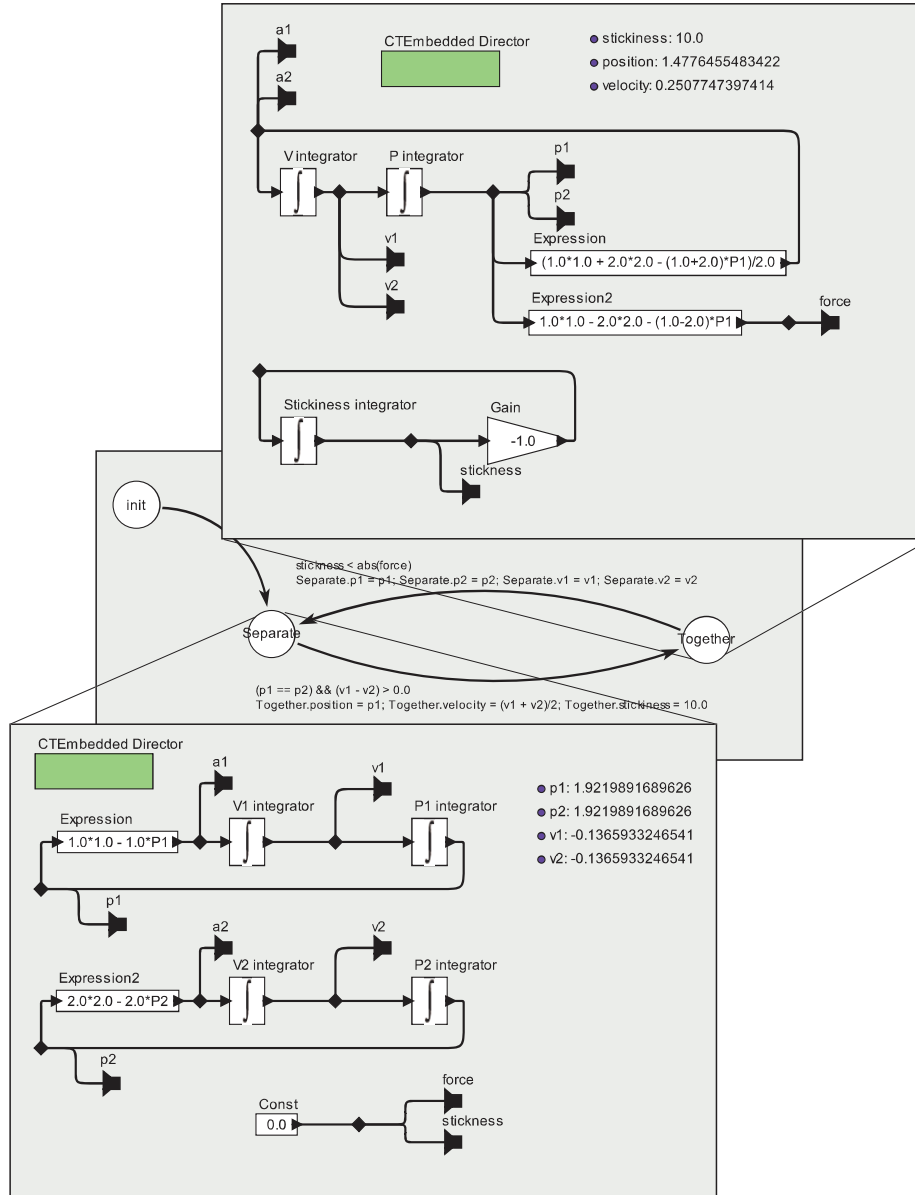 a1
CTEmbedded Director
stickiness: 10.0
position: 1.4776455483422
velocity: 0.2507747397414
a2
V integrator
P integrator
p1
p2
v1
v2
Expression
(1.0*1.0 + 2.0*2.0 - (1.0+2.0)*P1)/2.0
Expression2
1.0*1.0 - 2.0*2.0 - (1.0-2.0)*P1
force
Stickiness integrator
Gain
-1.0
stickness
init
stickness < abs(force)
Separate.p1 = p1; Separate.p2 = p2; Separate.v1 = v1; Separate.v2 = v2
Separate
Together
(p1 == p2) && (v1 - v2) > 0.0
Together.position = p1; Together.velocity = (v1 + v2)/2; Together.stickiness = 10.0
CTEmbedded Director
a1
v1
p1: 1.9219891689626
p2: 1.9219891689626
v1: -0.1365933246541
v2: -0.1365933246541
Expression
1.0*1.0 - 1.0*P1
V1 integrator
P1 integrator
p1
a2
v2
Expression2
2.0*2.0 - 2.0*P2
V2 integrator
P2 integrator
p2
Const
0.0
force
stickness